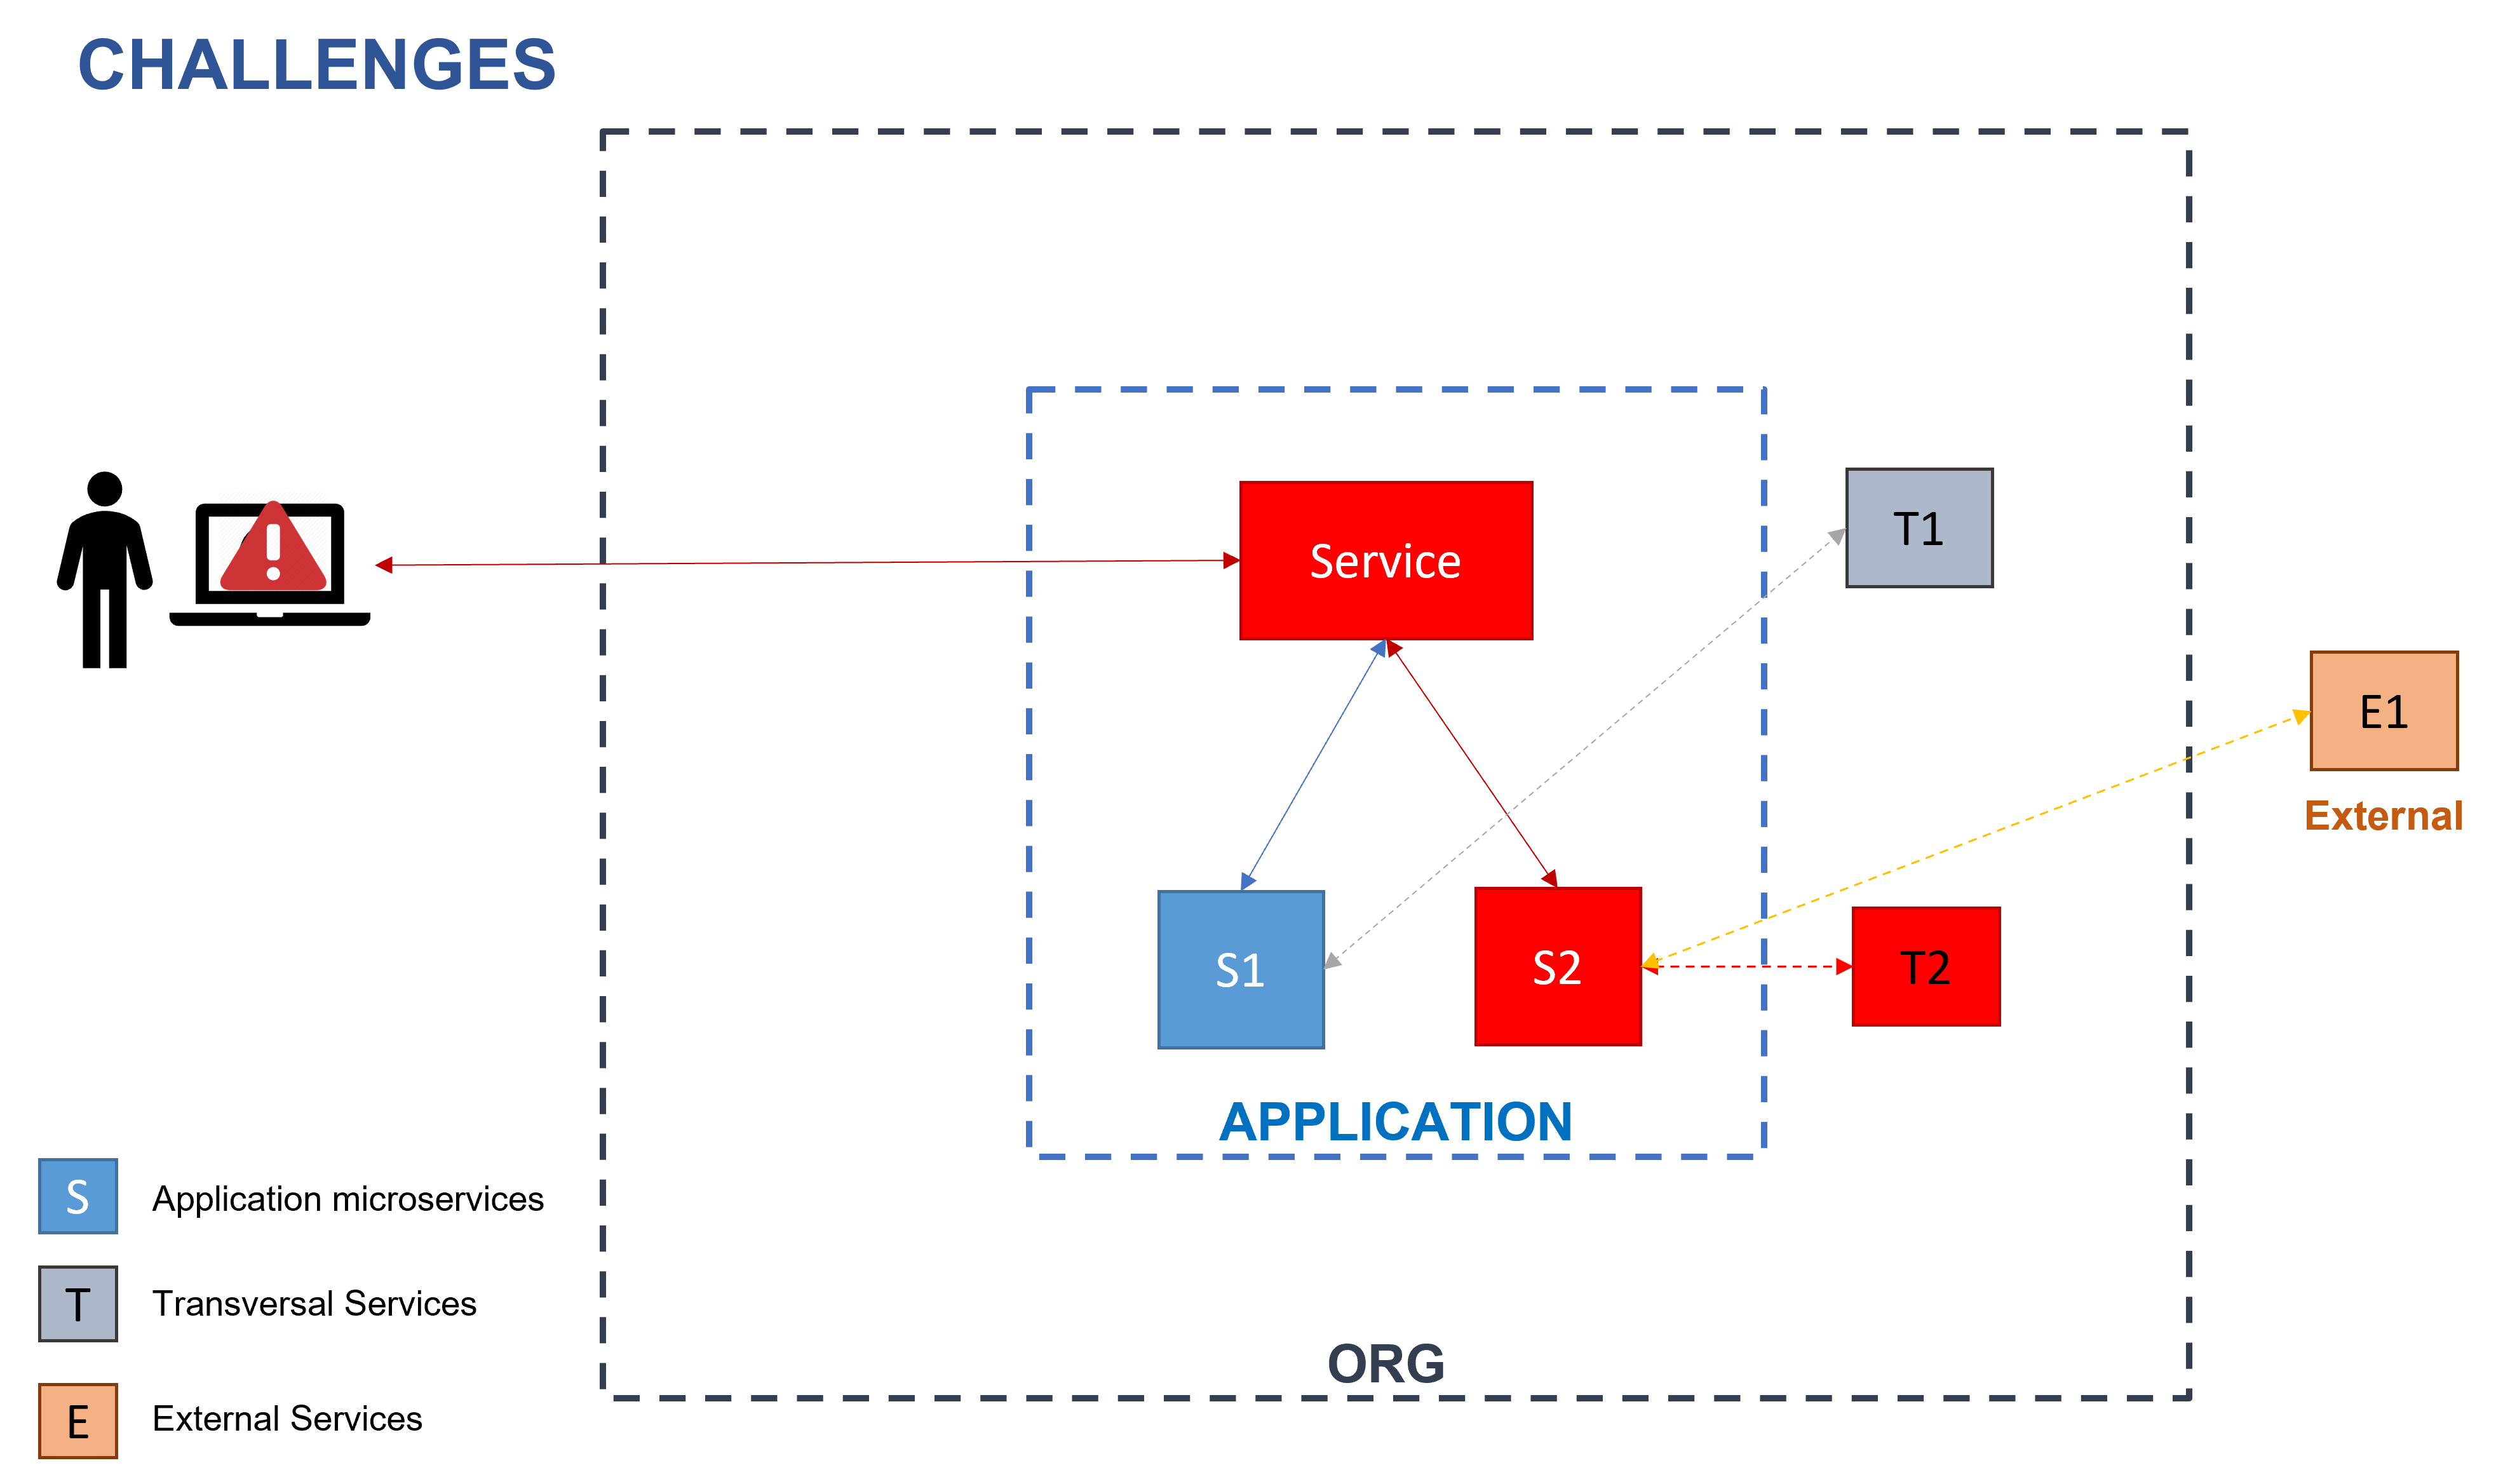 CHALLENGES
Service
T1
E1
External
S1
S2
T2
APPLICATION
S
Application microservices
T
Transversal Services
ORG
E
External Services